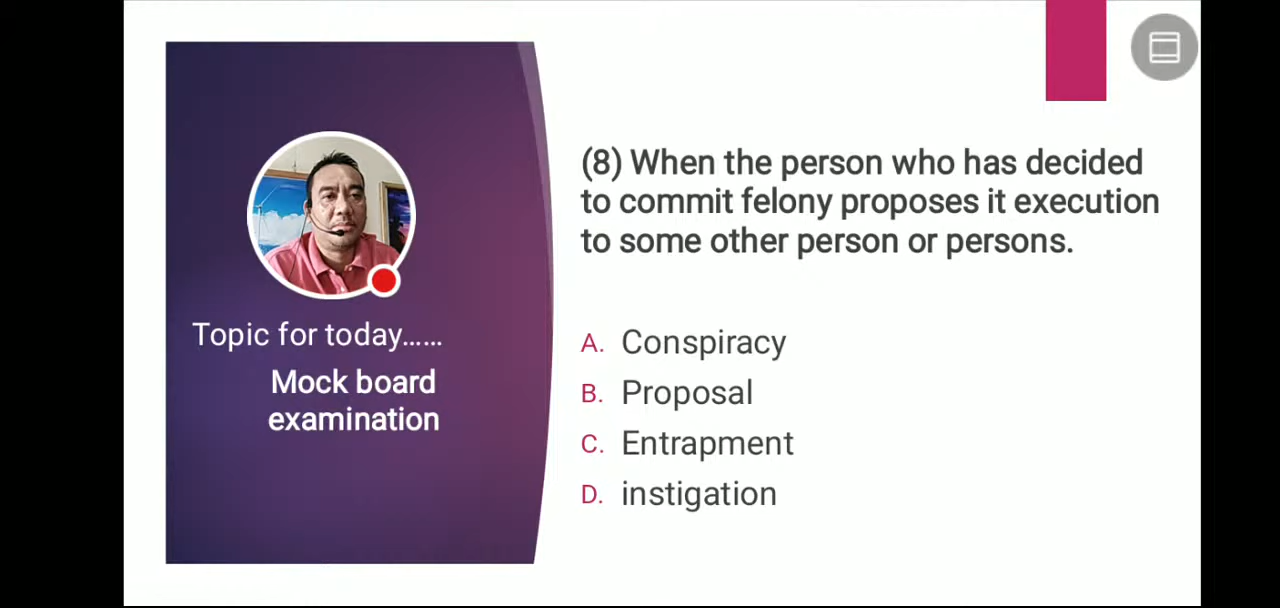 Topic for today......
Mock board
examination
(8) When the person who has decided
to commit felony proposes it execution
to some other person or persons.
A. Conspiracy
B. Proposal
C. Entrapment
D. instigation